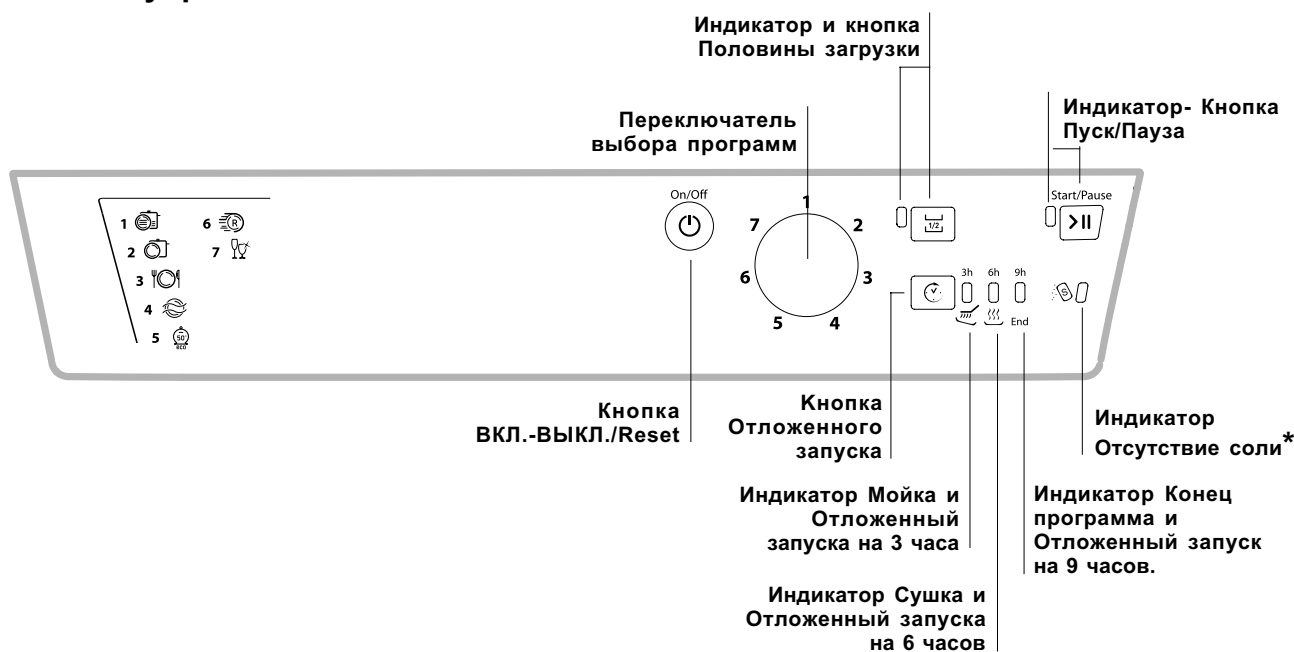 Индикатор и кнопка
Половины загрузки
Переключатель
выбора программ
Индикатор- Кнопка
Пуск/Пауза
On/Off
Start/Pause
1 6 R
2 7
3
4
5 50° eco
1
2
3
4
5
6
7
1/2
3h 6h 9h
S
End
Кнопка
ВКЛ.-ВЫКЛ./Reset
Кнопка
Отложенного
запуска
Индикатор
Отсутствие соли*
Индикатор Мойка и
Отложенный
запуска на 3 часа
Индикатор Конец
программа и
Отложенный запуск
на 9 часов.
Индикатор Сушка и
Отложенный запуска
на 6 часов